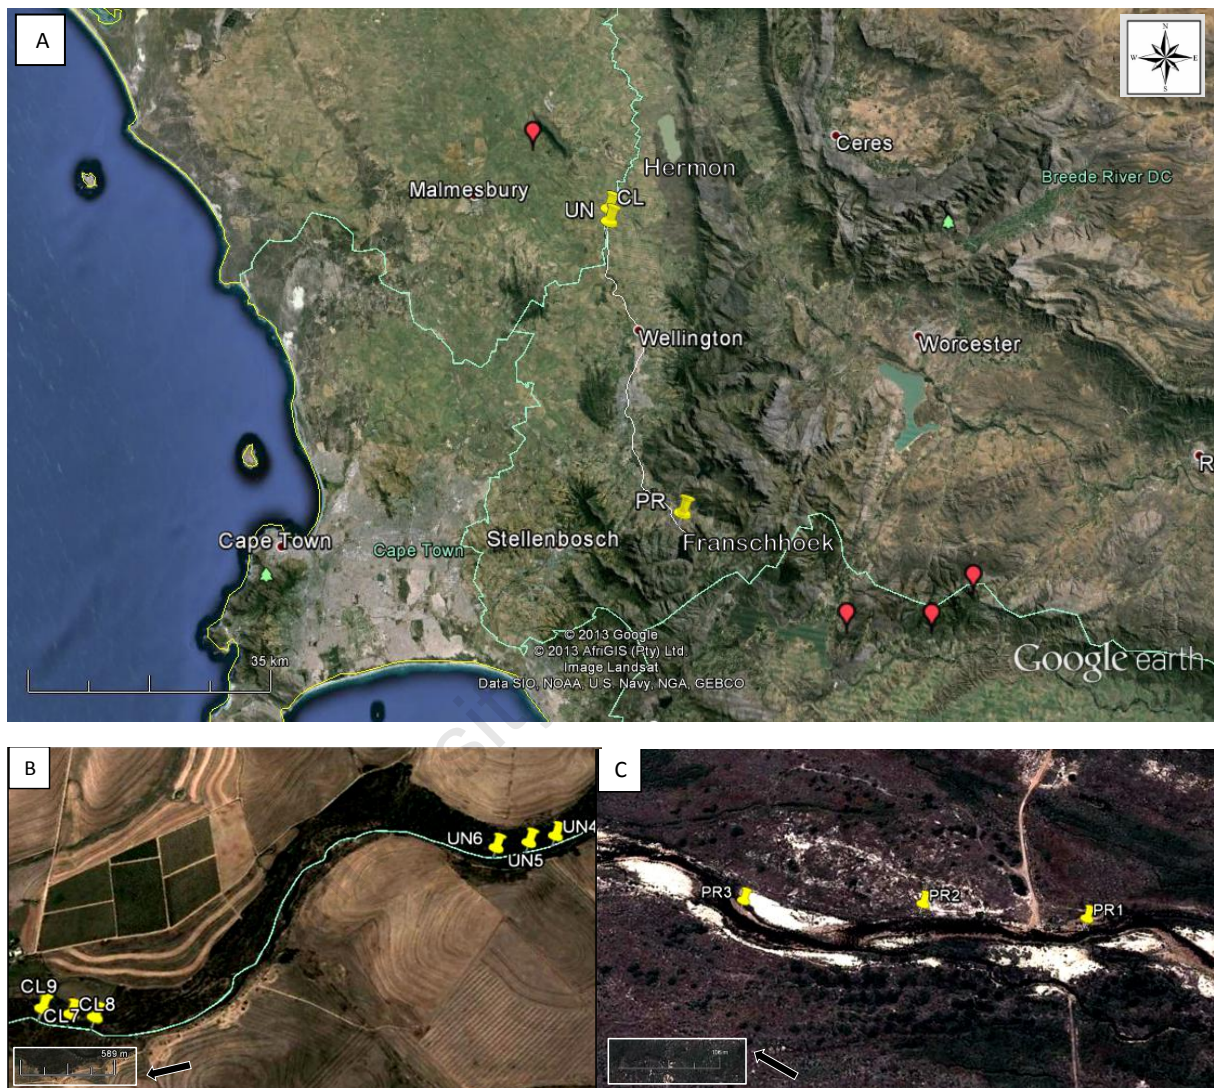 A
N
W E
S
Ceres
Hermon
Breede River DC
Malmesbury
CL
UN
Wellington
Worcester
R
PR
Cape Town
Cape Town
Stellenbosch
Franschhoek
© 2013 Google
© 2013 AfriGIS (Pty) Ltd.
Image Landsat
Data SIO, NOAA, U.S. Navy, NGA, GEBCO
35 km
Google earth
B
UN4
UN6
UN5
CL9
CL8
CL7
589 m
C
PR3
PR2
PR1